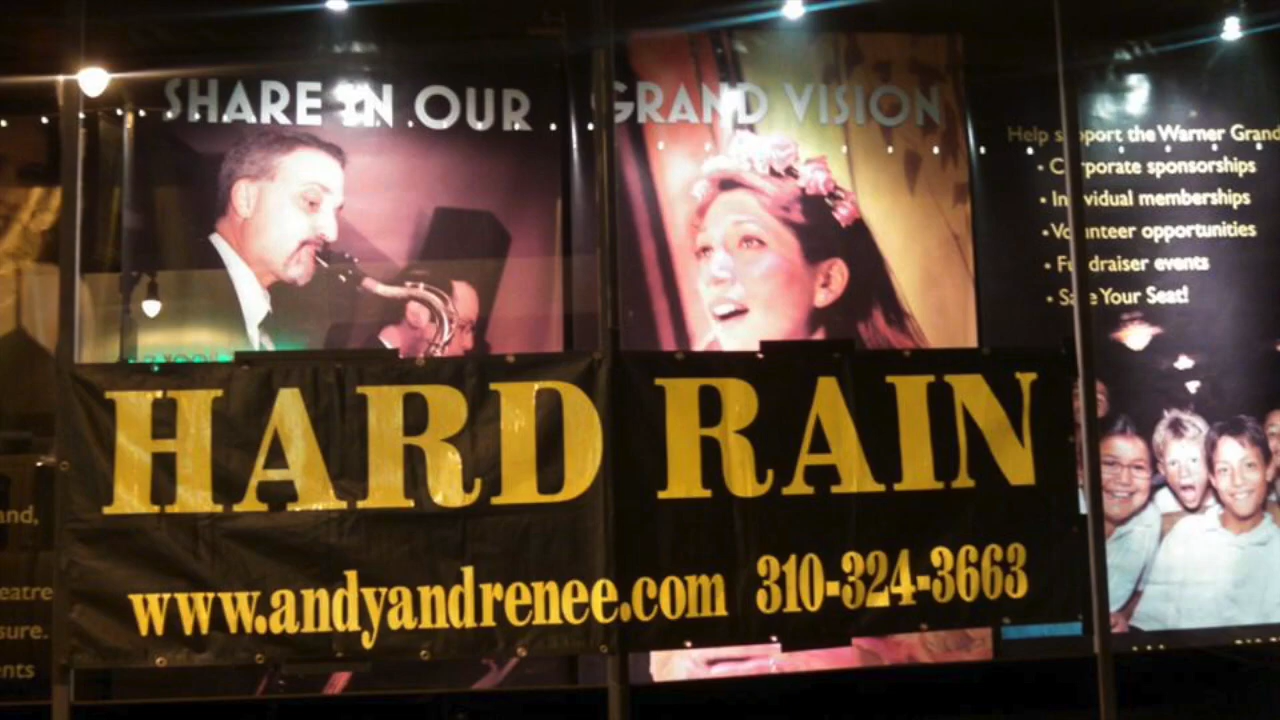 SHARE IN OUR GRAND VISION
Help support the Warner Grand
• Corporate sponsorships
• Individual memberships
• Volunteer opportunities
• Fundraiser events
• Save Your Seat!
HARD RAIN
www.andyandrenee.com 310-324-3663
and,
eatre
sure.
ents